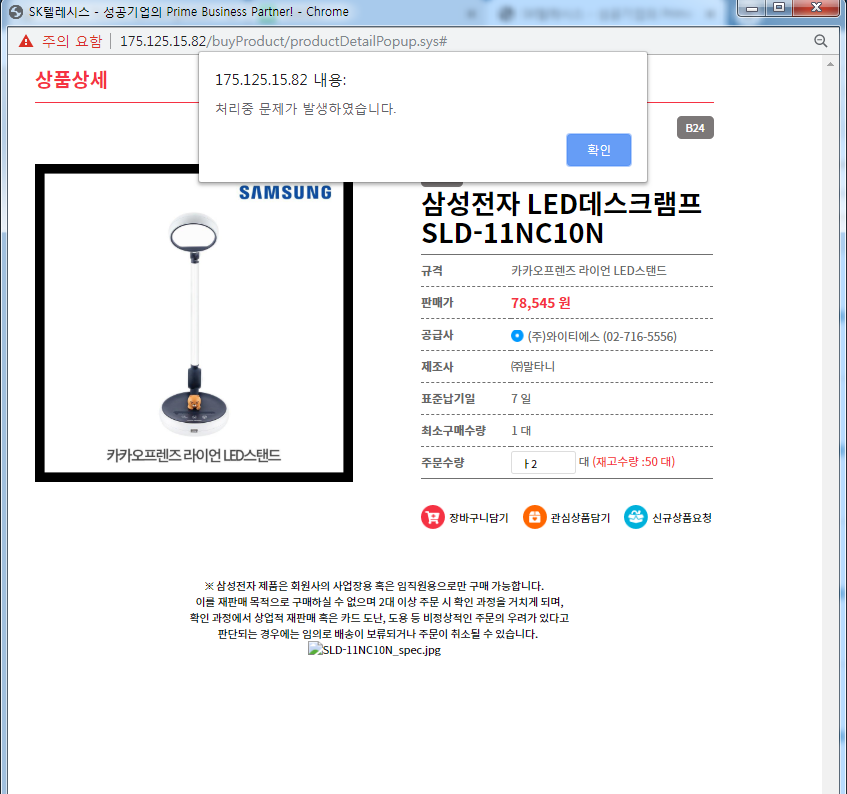 SK텔레시스 - 성공기업의 Prime Business Partner! - Chrome
주의 요함 | 175.125.15.82/buyProduct/productDetailPopup.sys#
상품상세
175.125.15.82 내용:
처리중 문제가 발생하였습니다.
확인
B24
SAMSUNG
카카오프렌즈 라이언 LED스탠드
삼성전자 LED데스크램프
SLD-11NC10N
규격 카카오프렌즈 라이언 LED스탠드
판매가 78,545 원
공급사 (주)와이티에스 (02-716-5556)
제조사 ㈜말타니
표준납기일 7 일
최소구매수량 1 대
주문수량 ㅏ2 대 (재고수량 :50 대)
장바구니담기 관심상품담기 신규상품요청
※ 삼성전자 제품은 회원사의 사업장용 혹은 임직원용으로만 구매 가능합니다.
이를 재판매 목적으로 구매하실 수 없으며 2대 이상 주문 시 확인 과정을 거치게 되며,
확인 과정에서 상업적 재판매 혹은 카드 도난, 도용 등 비정상적인 주문의 우려가 있다고
판단되는 경우에는 임의로 배송이 보류되거나 주문이 취소될 수 있습니다.
SLD-11NC10N_spec.jpg